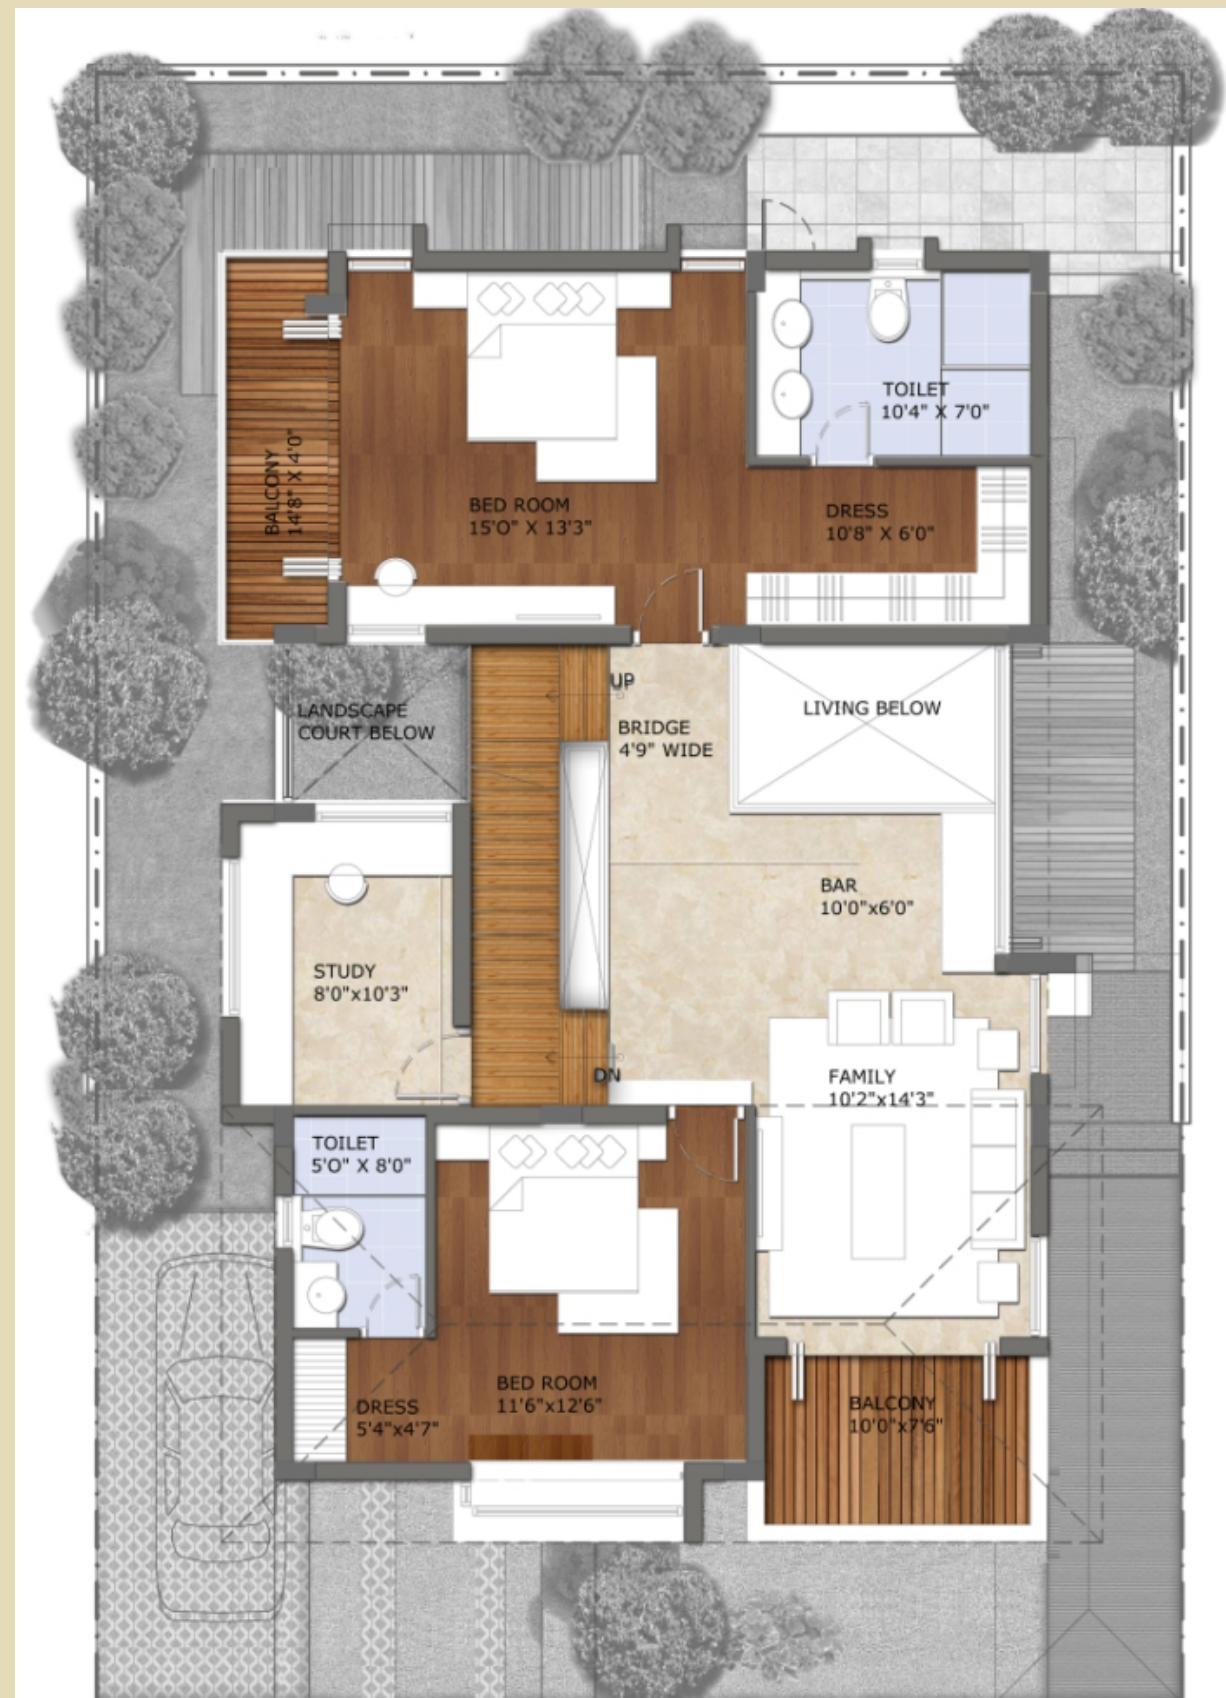 TOILET
10'4" X 7'0"
BALCONY
14'8" X 4'0"
BED ROOM
15'0" X 13'3"
DRESS
10'8" X 6'0"
UP
LANDSCAPE
COURT BELOW
BRIDGE
4'9" WIDE
LIVING BELOW
BAR
10'0"x6'0"
STUDY
8'0"x10'3"
DN
FAMILY
10'2"x14'3"
TOILET
5'0" X 8'0"
BED ROOM
11'6"x12'6"
DRESS
5'4"x4'7"
BALCONY
10'0"x7'6"